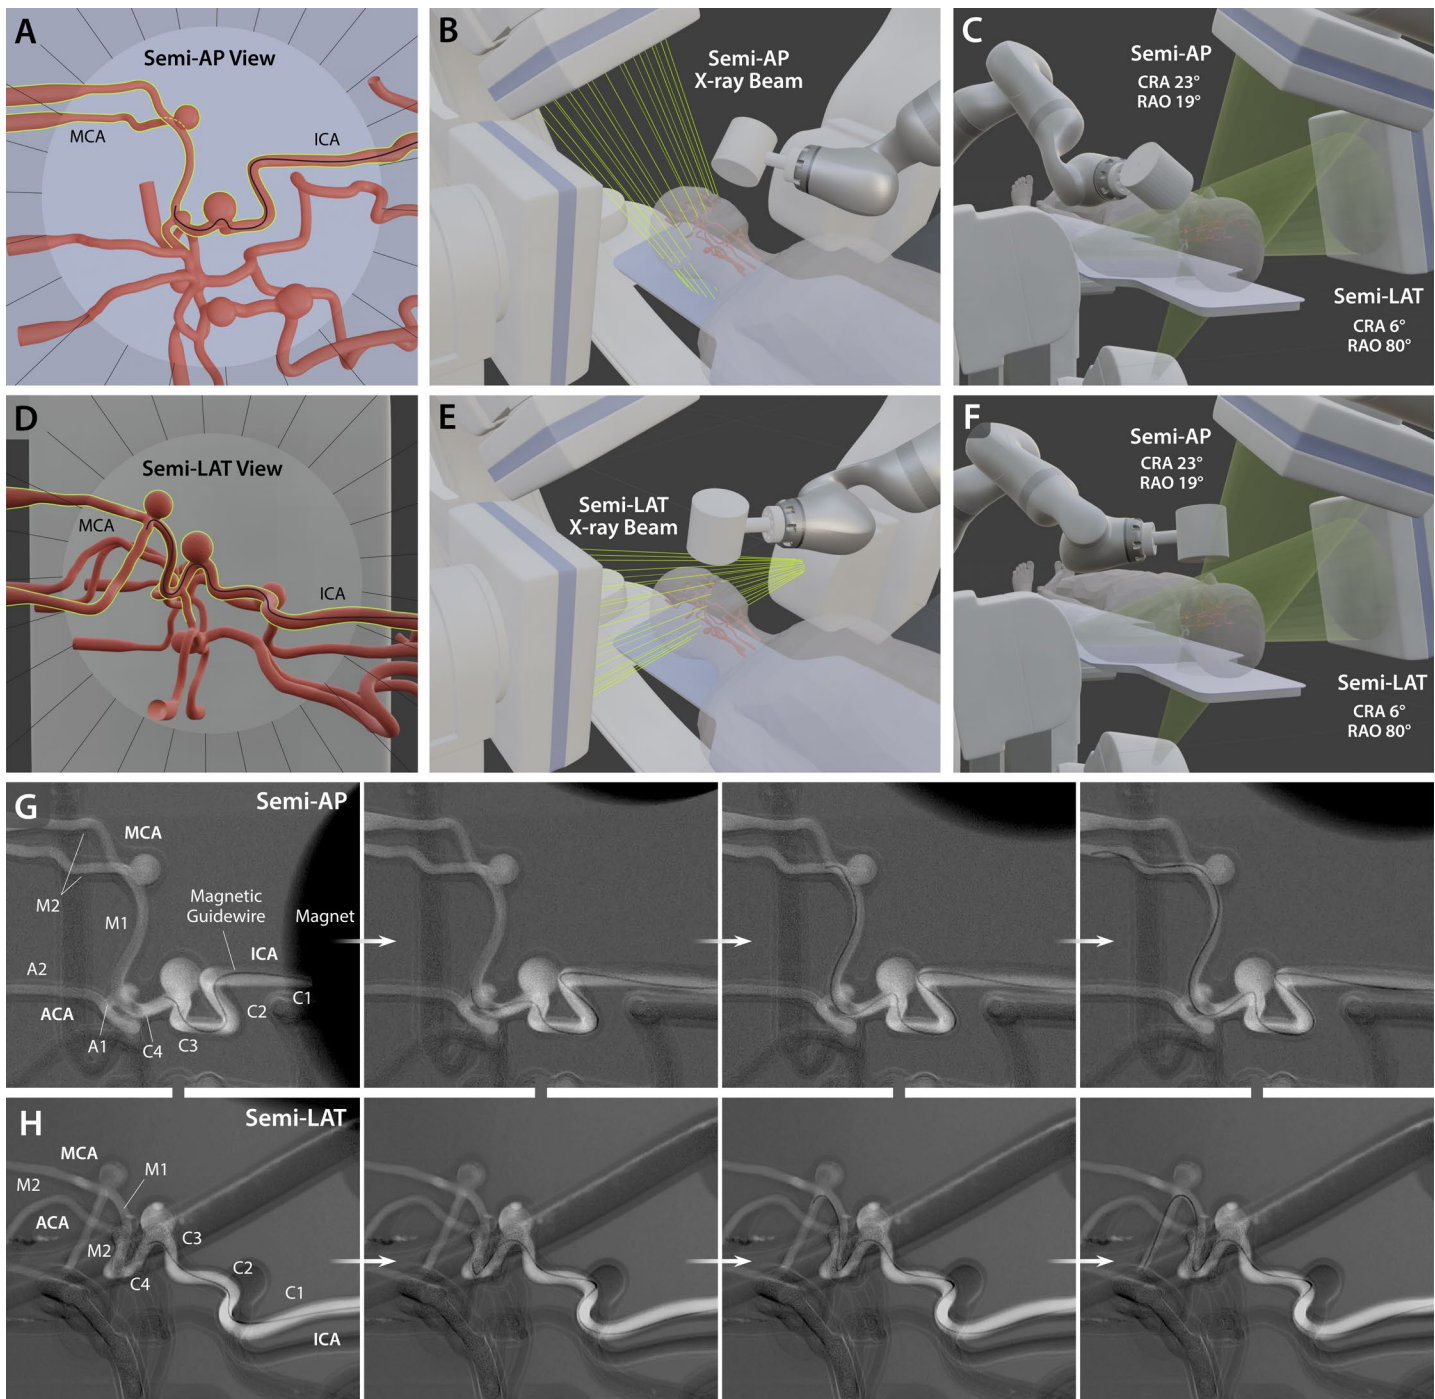 A
Semi-AP View
MCA
ICA
B
Semi-AP
X-ray Beam
C
Semi-AP
CRA 23°
RAO 19°
Semi-LAT
CRA 6°
RAO 80°
D
Semi-LAT View
MCA
ICA
E
Semi-LAT
X-ray Beam
F
Semi-AP
CRA 23°
RAO 19°
Semi-LAT
CRA 6°
RAO 80°
G
Semi-AP
MCA
M2
M1
Magnetic
Guidewire
Magnet
ICA
A2
ACA
A1
C4
C3
C2
C1
H
Semi-LAT
MCA
M1
M2
ACA
M2
C3
C4
C2
C1
ICA